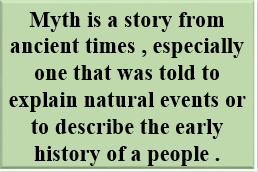 Myth is a story from
ancient times , especially
one that was told to
explain natural events or
to describe the early
history of a people .